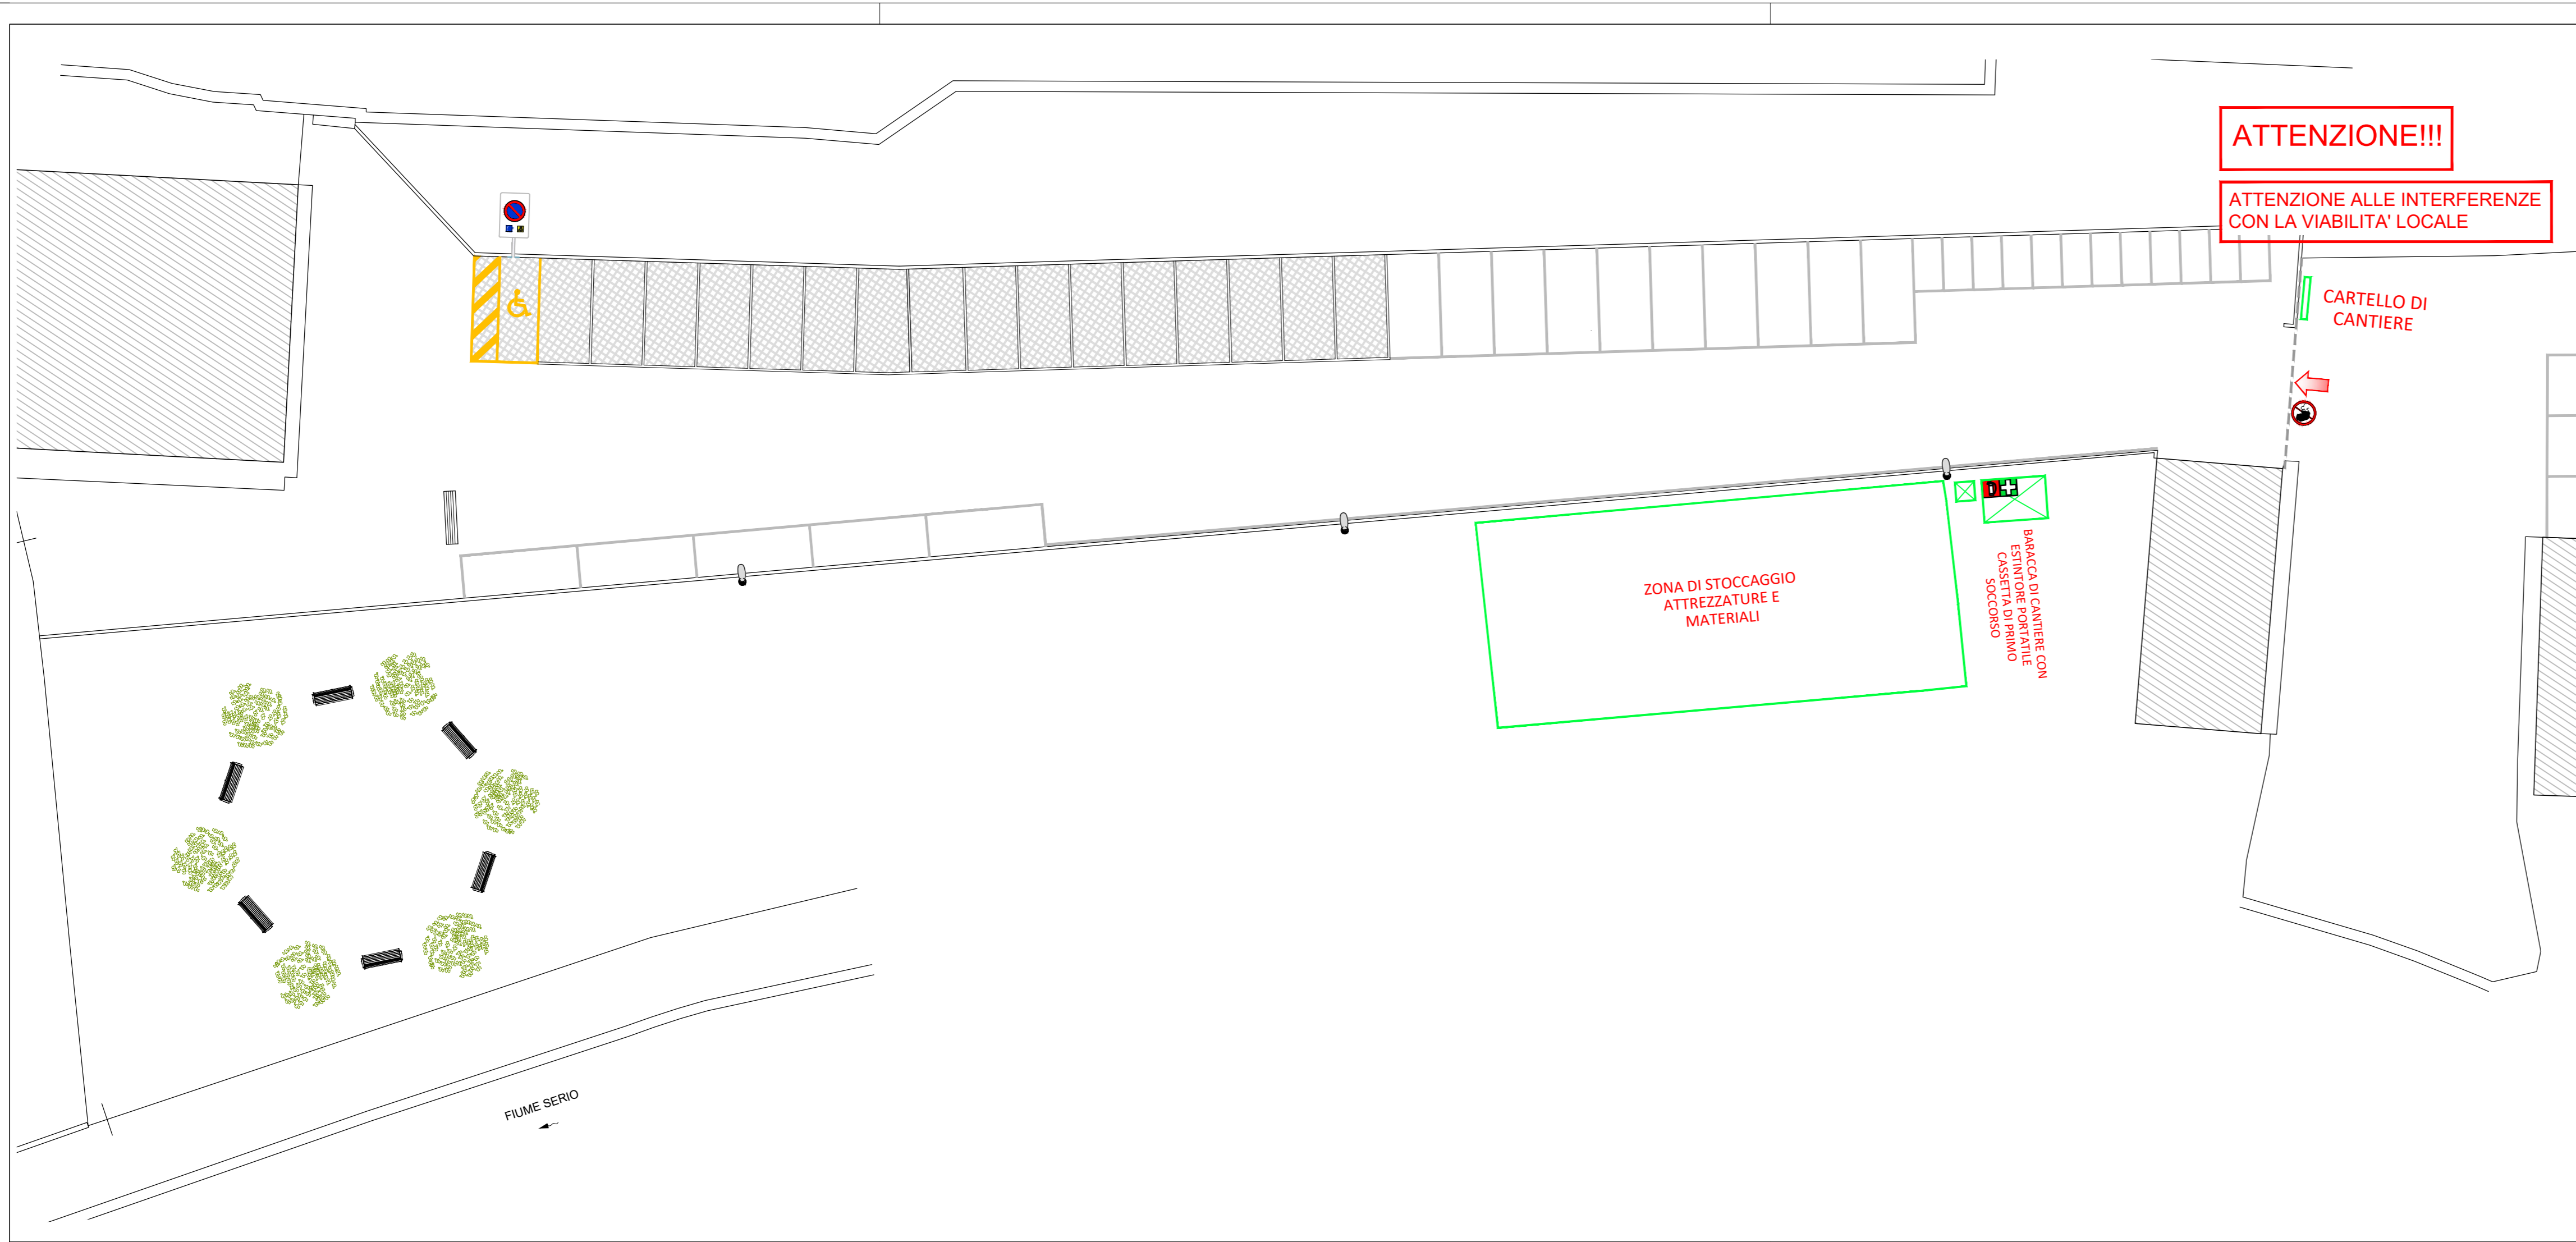 ATTENZIONE!!!
ATTENZIONE ALLE INTERFERENZE
CON LA VIABILITA' LOCALE
CARTELLO DI
CANTIERE
ZONA DI STOCCAGGIO
ATTREZZATURE E
MATERIALI
BARACCA DI CANTIERE CON
ESTINTORE PORTATILE
CASSETTA DI PRIMO
SOCCORSO
FIUME SERIO